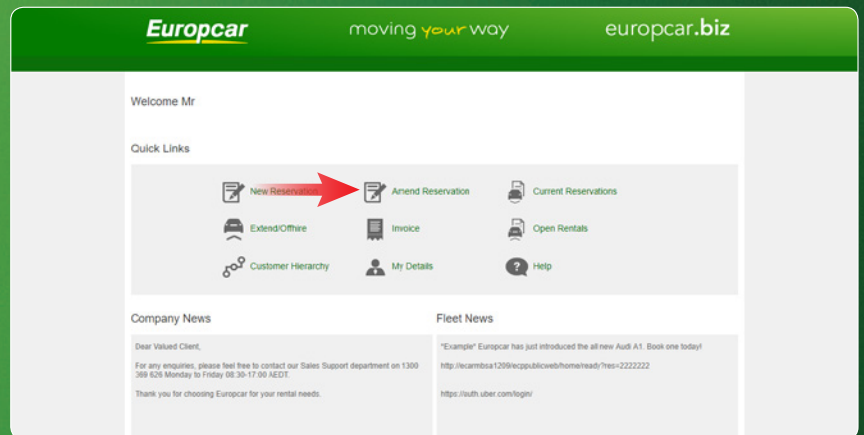 Europcar moving your way europcar.biz
Welcome Mr
Quick Links
New Reservation Amend Reservation Current Reservations
Extend/Offhire Invoice Open Rentals
Customer Hierarchy My Details Help
Company News
Dear Valued Client,
For any enquiries, please feel free to contact our Sales Support department on 1300
369 626 Monday to Friday 08:30-17:00 AEDT.
Thank you for choosing Europcar for your rental needs.
Fleet News
*Example* Europcar has just introduced the all new Audi A1. Book one today!
http://ecarmbsa1209/ecppublicweb/home/ready?res=2222222
https://auth.uber.com/login/